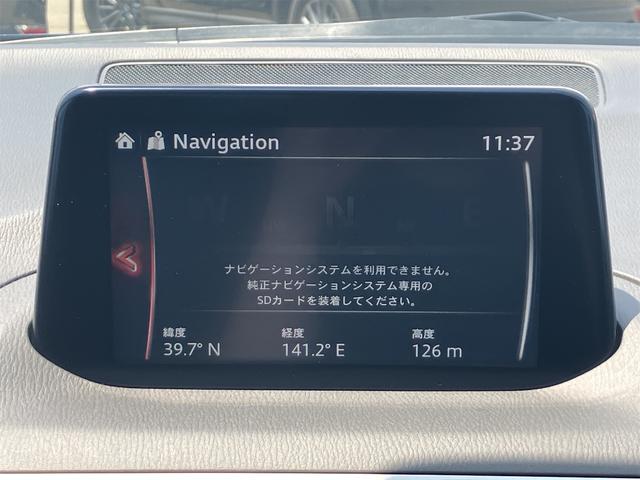 Navigation 11:37
W N E
ナビゲーションシステムを利用できません。
純正ナビゲーションシステム専用の
SDカードを装着してください。
緯度 経度 高度
39.7° N 141.2° E 126 m